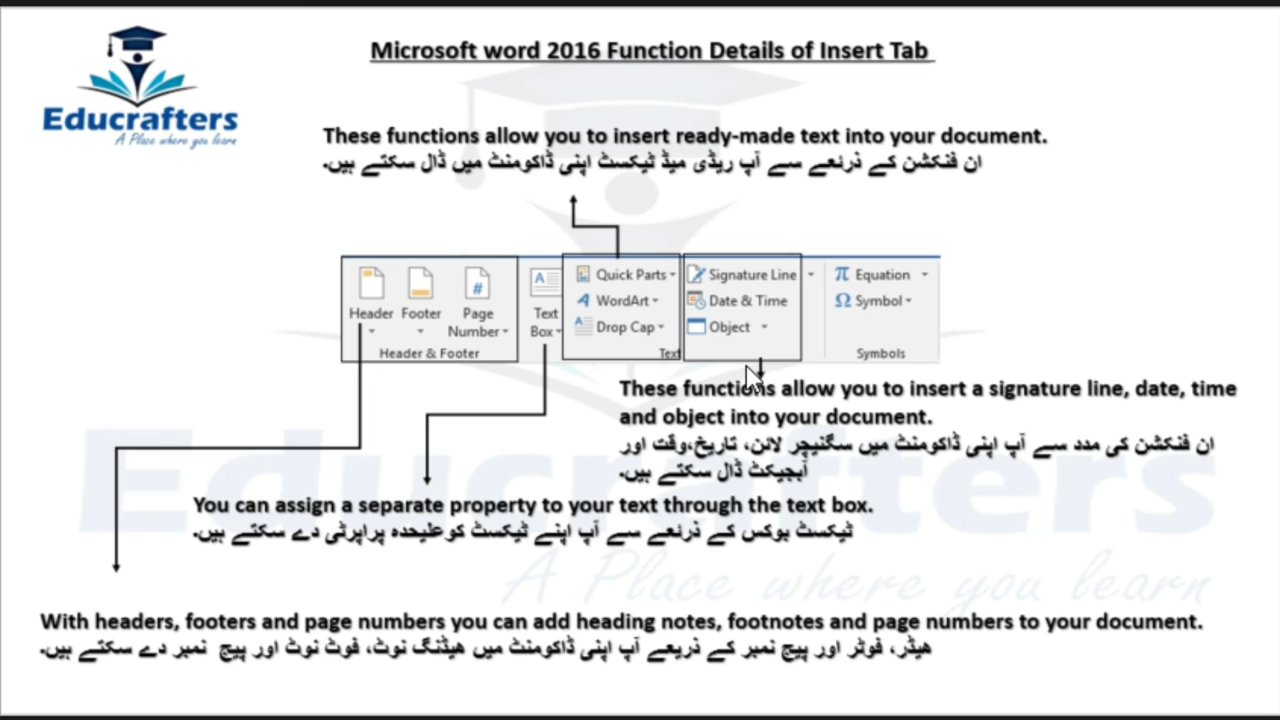 Educrafters
A Place where you learn
Microsoft word 2016 Function Details of Insert Tab
These functions allow you to insert ready-made text into your document.
ان فنکشن کے ذرئعے سے آپ ریڈی میڈ ٹیکسٹ اپنی ڈاکومنٹ میں ڈال سکتے ہیں۔
Header
Footer
Page
Number
Header & Footer
Text
Box
Quick Parts
WordArt
Drop Cap
Text
Signature Line
Date & Time
Object
π Equation
Ω Symbol
Symbols
These functions allow you to insert a signature line, date, time
and object into your document.
ان فنکشن کی مدد سے آپ اپنی ڈاکومنٹ میں سگنیچر لائن، تاریخ،وقت اور
آبجیکٹ ڈال سکتے ہیں۔
You can assign a separate property to your text through the text box.
ٹیکسٹ بوکس کے ذرئعے سے آپ اپنے ٹیکسٹ کوعلیحدہ پراپرٹی دے سکتے ہیں۔
With headers, footers and page numbers you can add heading notes, footnotes and page numbers to your document.
ھیڈر، فوٹر اور پیج نمبر کے ذریعے آپ اپنی ڈاکومنٹ میں ھیڈنگ نوٹ، فوٹ نوٹ اور پیج نمبر دے سکتے ہیں۔
Educrafters
A Place where you learn